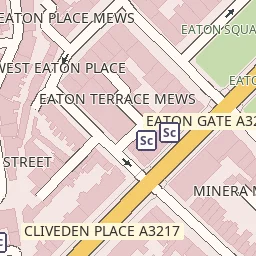 EATON PLACE MEWS
EATON SQUA
WEST EATON PLACE
EATON
EATON TERRACE MEWS
EATON GATE A32
Sc
Sc
STREET
MINERA M
CLIVEDEN PLACE A3217
E